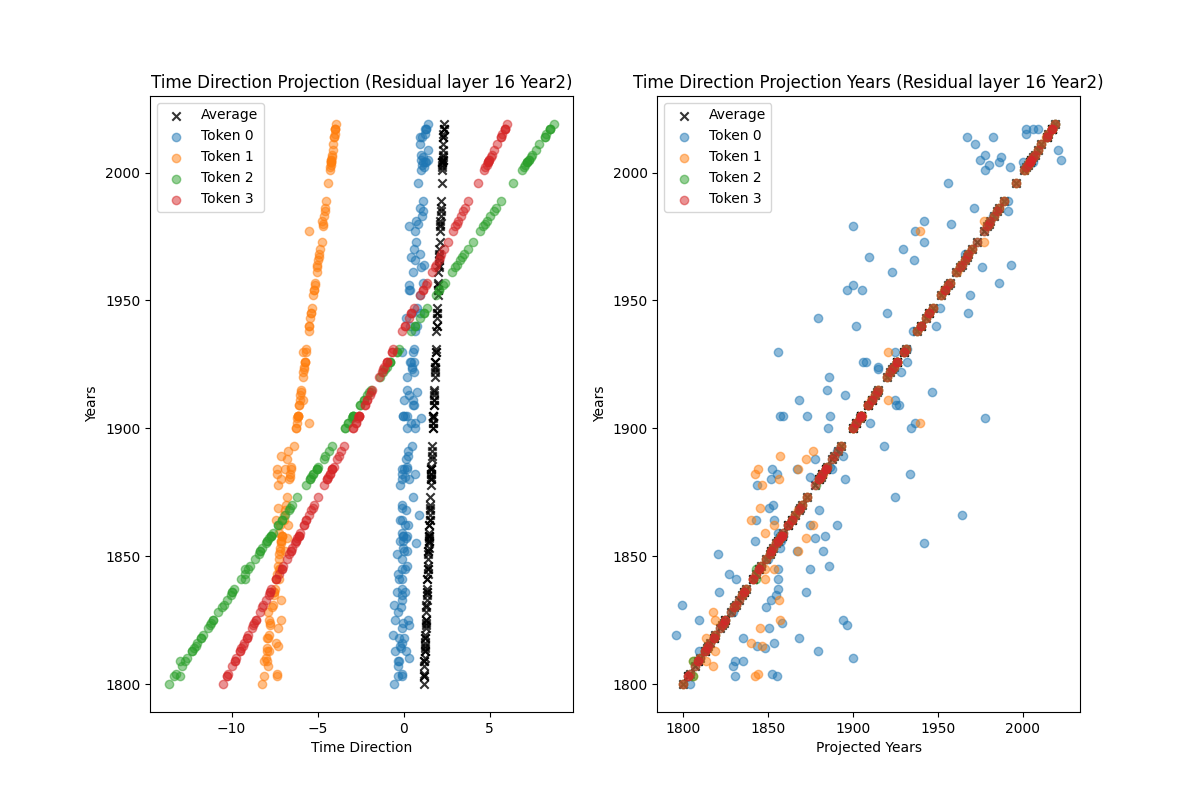 Time Direction Projection (Residual layer 16 Year2)
Average
Token 0
Token 1
Token 2
Token 3
Years
2000
1950
1900
1850
1800
−10
−5
0
5
Time Direction
Time Direction Projection Years (Residual layer 16 Year2)
Average
Token 0
Token 1
Token 2
Token 3
Years
2000
1950
1900
1850
1800
1800
1850
1900
1950
2000
Projected Years